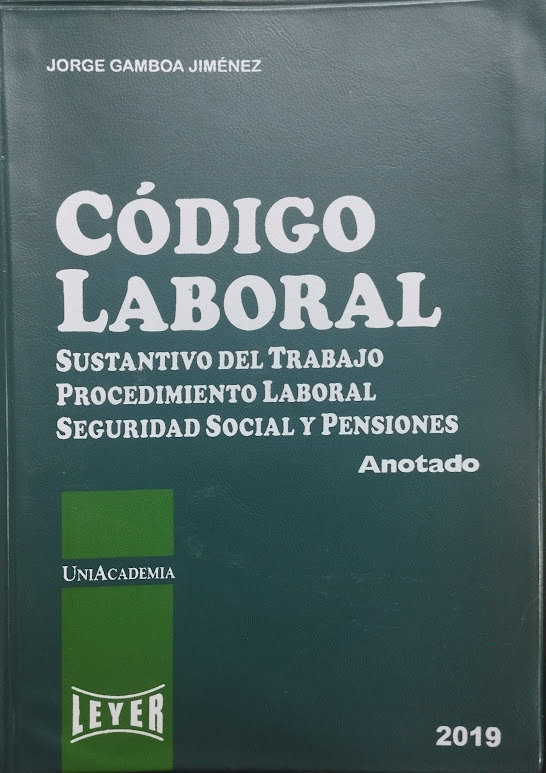 JORGE GAMBOA JIMÉNEZ
CÓDIGO
LABORAL
SUSTANTIVO DEL TRABAJO
PROCEDIMIENTO LABORAL
SEGURIDAD SOCIAL Y PENSIONES
Anotado
UNIACADEMIA
LEYER
2019